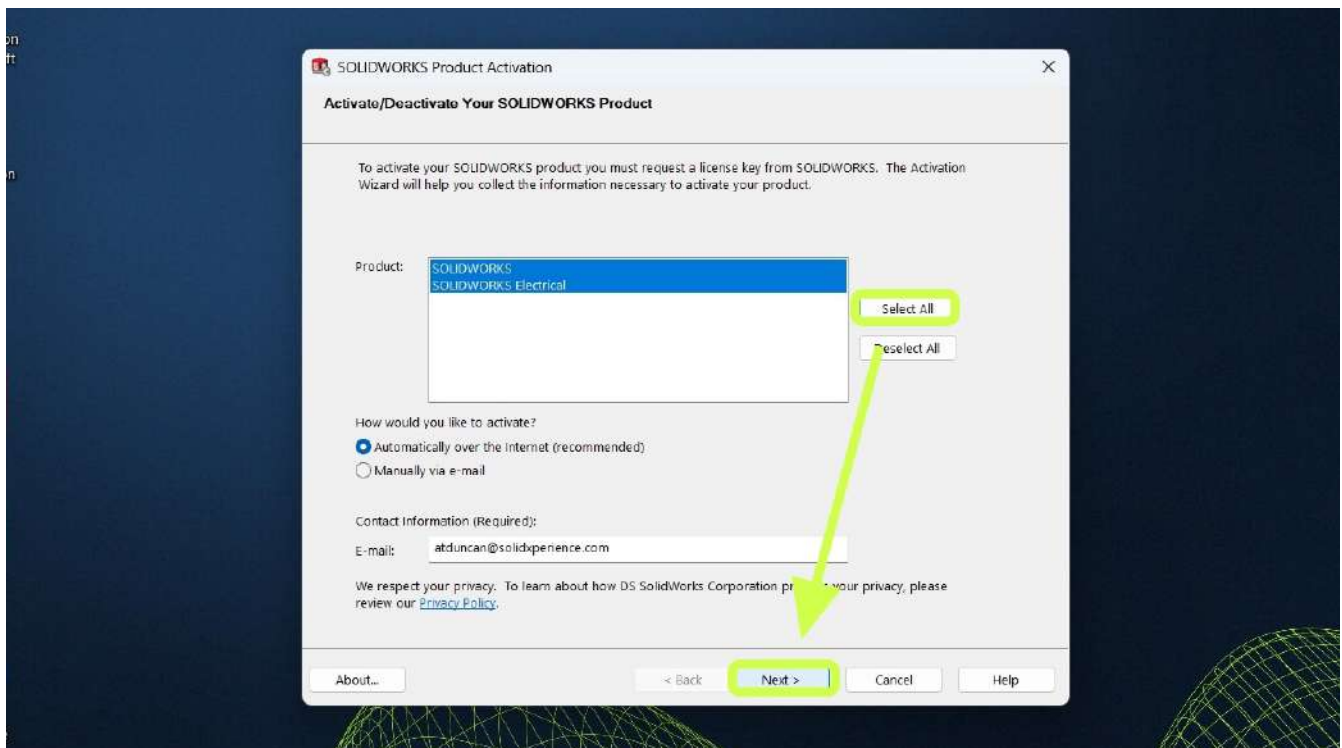 on
ft
n
SOLIDWORKS Product Activation
Activate/Deactivate Your SOLIDWORKS Product
To activate your SOLIDWORKS product you must request a license key from SOLIDWORKS. The Activation
Wizard will help you collect the information necessary to activate your product.
Product:
SOLIDWORKS
SOLIDWORKS Electrical
Select All
Deselect All
How would you like to activate?
Automatically over the Internet (recommended)
Manually via e-mail
Contact Information (Required):
E-mail:
atduncan@solidxperience.com
We respect your privacy. To learn about how DS SolidWorks Corporation your privacy, please
review our Privacy Policy.
About...
< Back
Next >
Cancel
Help